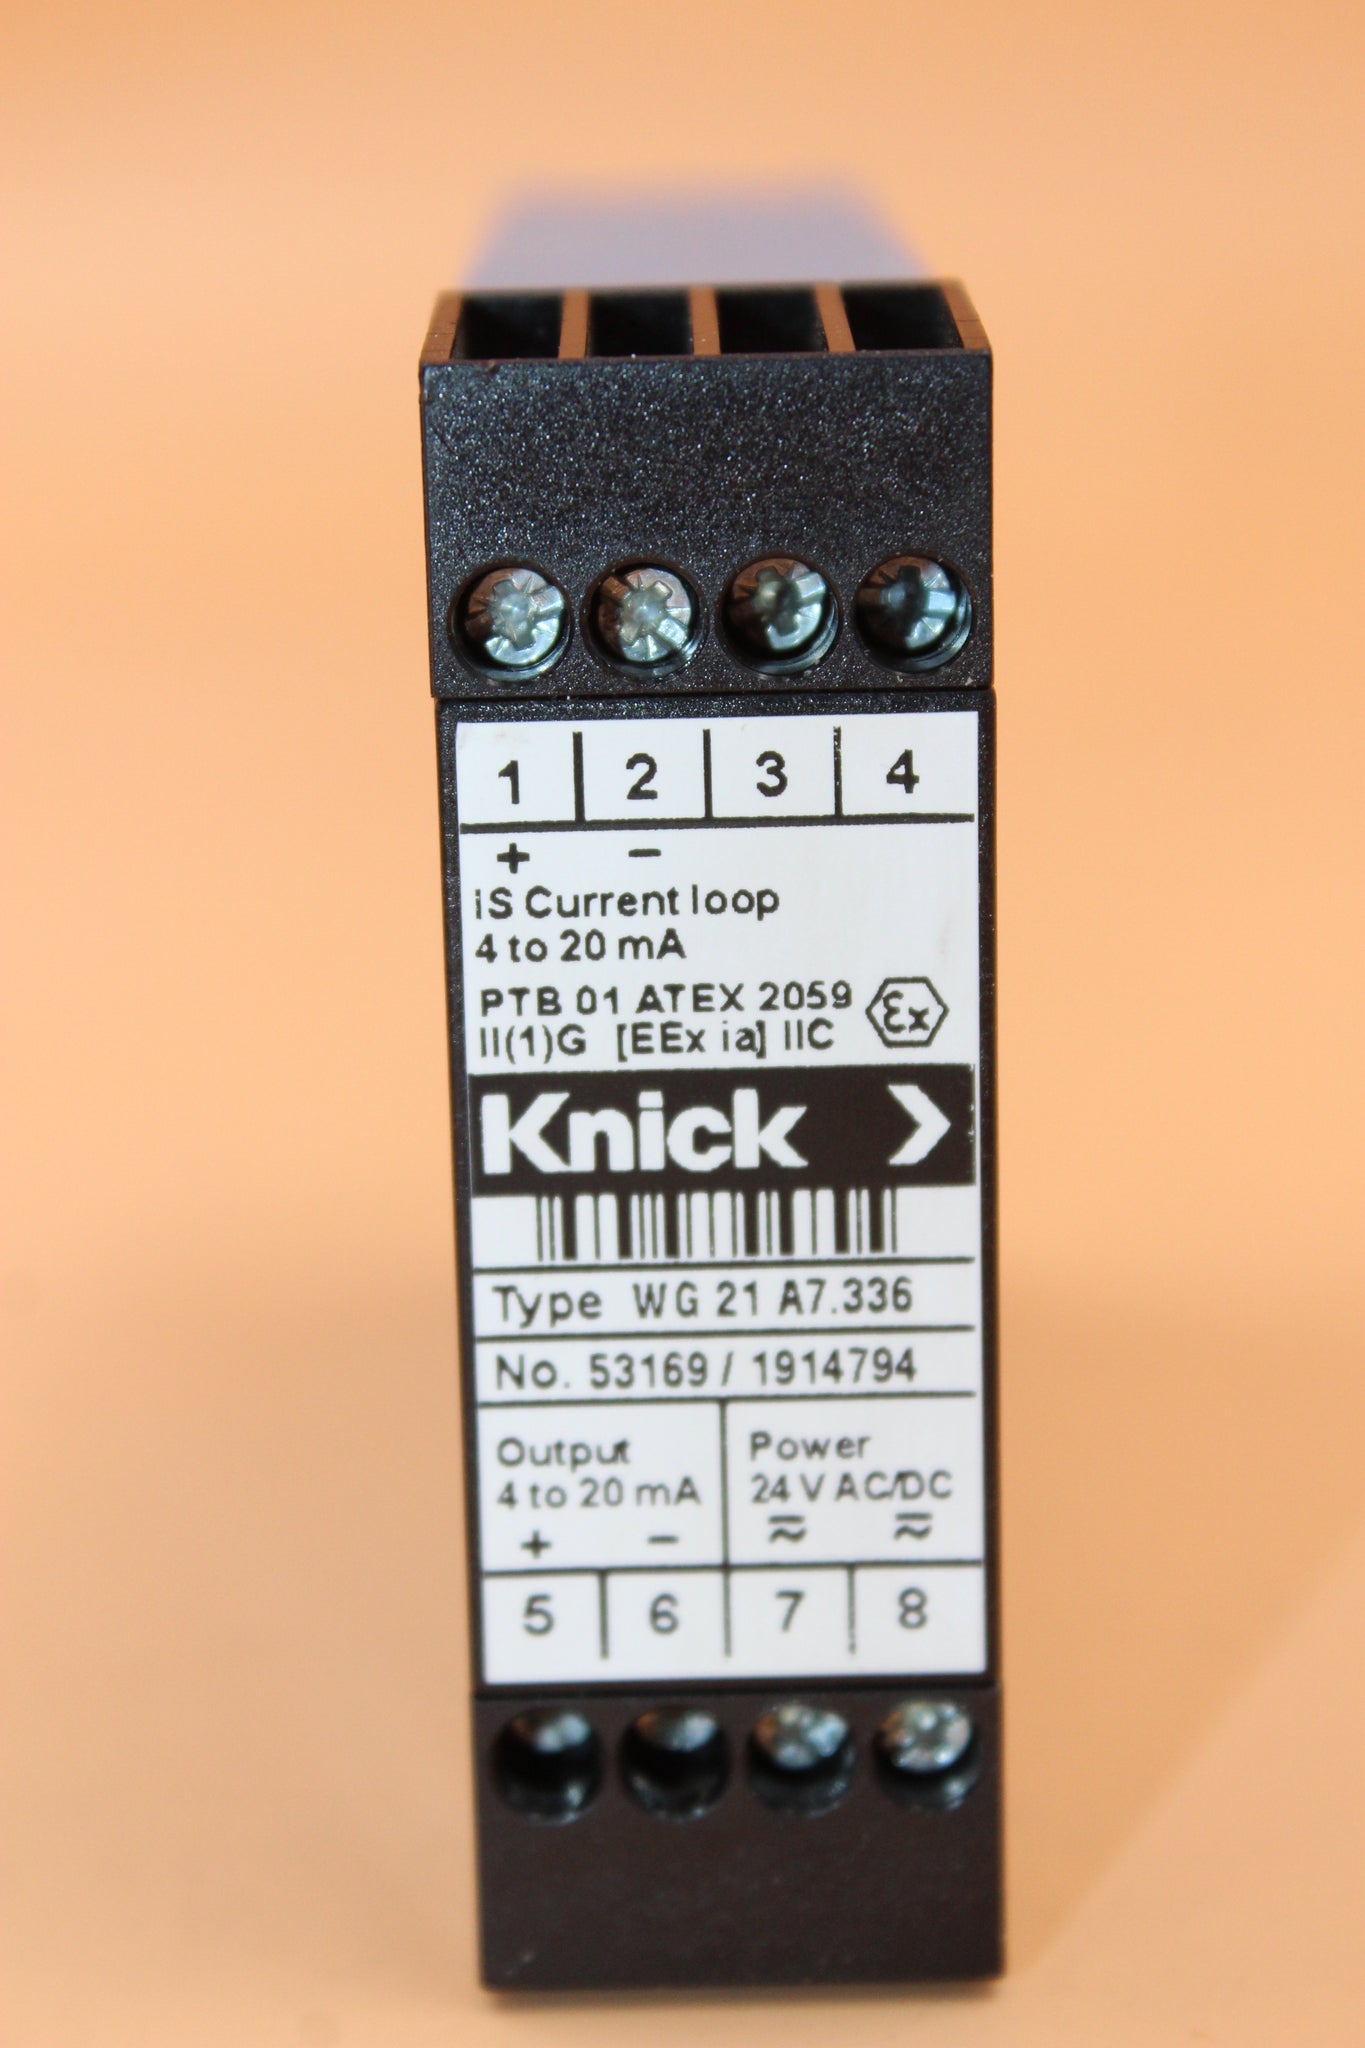 1 2 3 4
+ −
iS Current loop
4 to 20 mA
PTB 01 ATEX 2059
II(1)G [EEx ia] IIC
Ex
Knick >
Type WG 21 A7.336
No. 53169 / 1914794
Output
4 to 20 mA
+ −
Power
24 V AC/DC
5 6 7 8